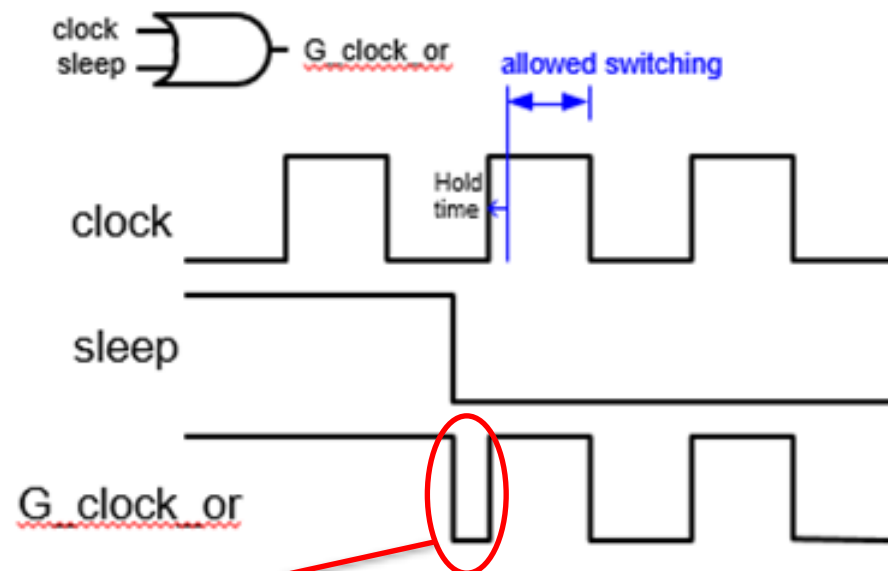 clock
sleep
G_clock_or
allowed switching
Hold
time
clock
sleep
G_clock_or